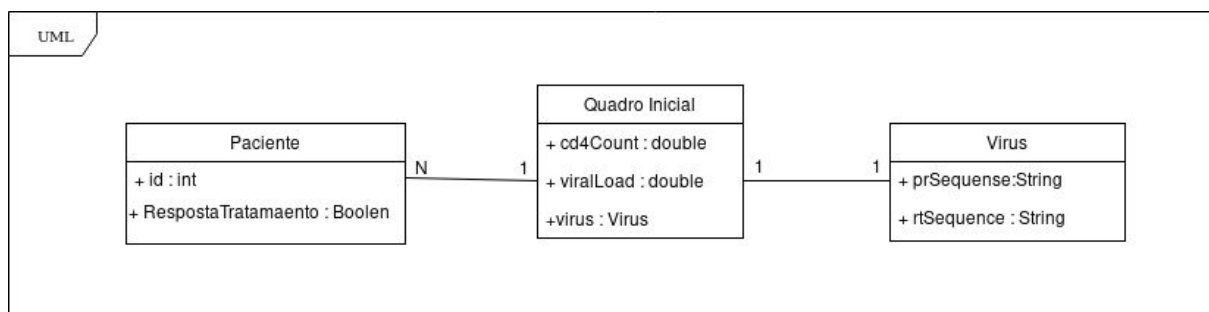 UML
Paciente
+ id : int
+ RespostaTratamaento : Boolen
N
1
Quadro Inicial
+ cd4Count : double
+ viralLoad : double
+virus : Virus
1
1
Virus
+ prSequense:String
+ rtSequence : String